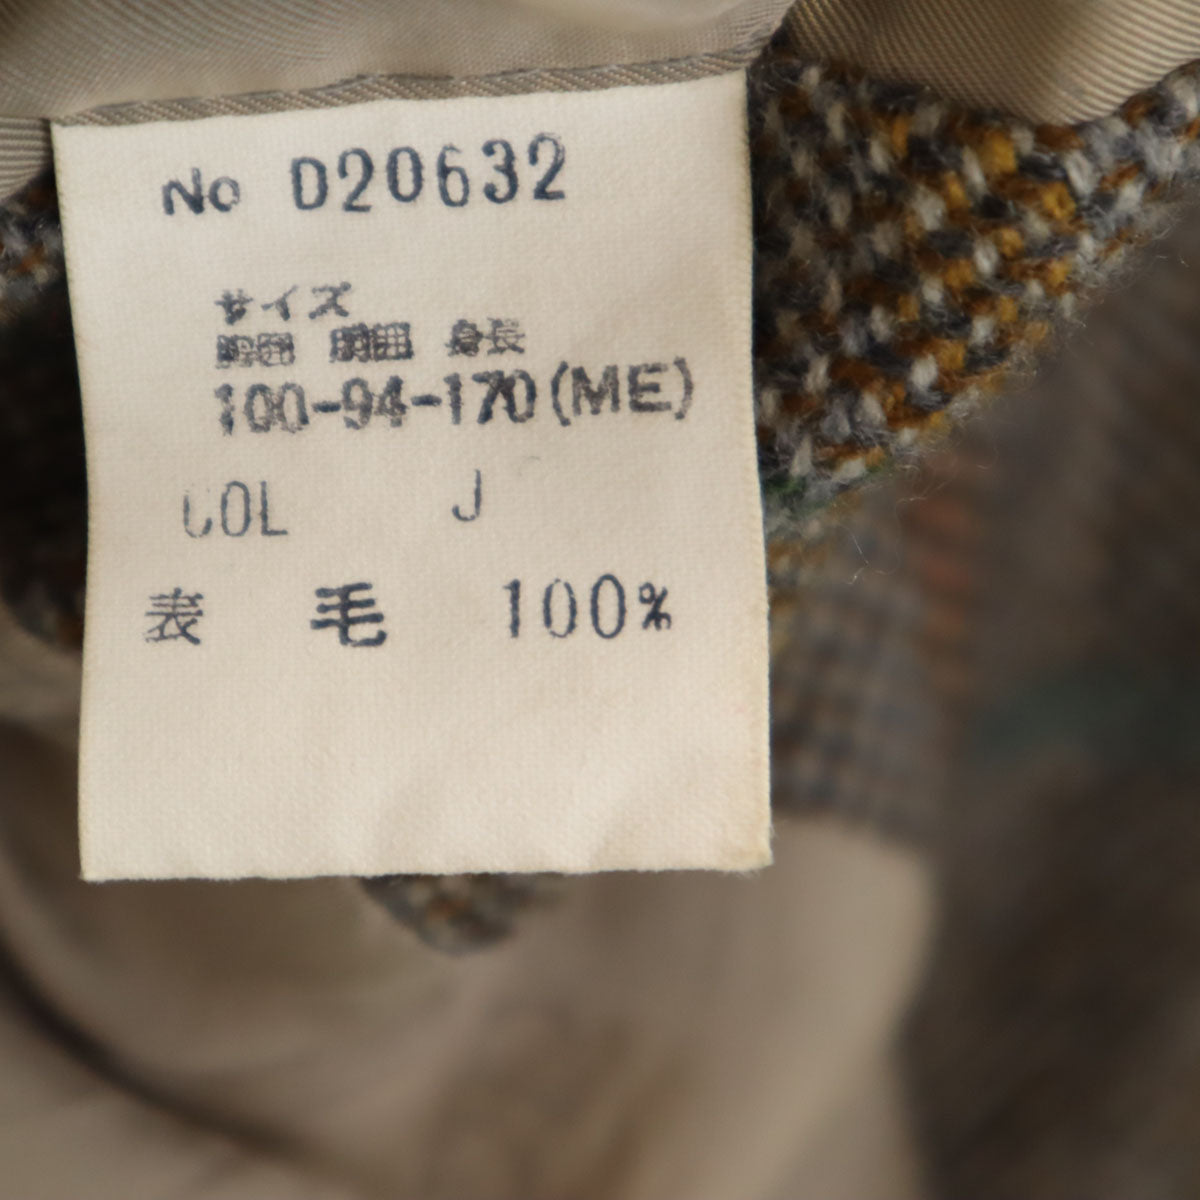 No D20632
サイズ
胸囲 胴囲 身長
100-94-170(ME)
COL J
表 毛 100%